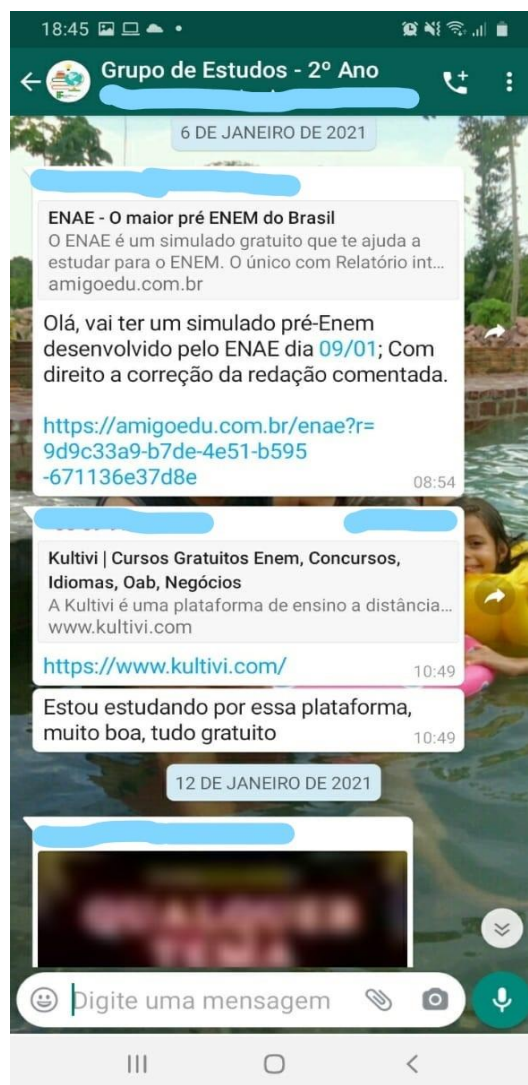 18:45
Grupo de Estudos - 2º Ano
6 DE JANEIRO DE 2021
ENAE - O maior pré ENEM do Brasil
O ENAE é um simulado gratuito que te ajuda a
estudar para o ENEM. O único com Relatório int...
amigoedu.com.br
Olá, vai ter um simulado pré-Enem
desenvolvido pelo ENAE dia 09/01; Com
direito a correção da redação comentada.
https://amigoedu.com.br/enae?r=
9d9c33a9-b7de-4e51-b595
-671136e37d8e
08:54
Kultivi | Cursos Gratuitos Enem, Concursos,
Idiomas, Oab, Negócios
A Kultivi é uma plataforma de ensino a distância...
www.kultivi.com
https://www.kultivi.com/
10:49
Estou estudando por essa plataforma,
muito boa, tudo gratuito
10:49
12 DE JANEIRO DE 2021
QUALQUER
TEMA
Digite uma mensagem